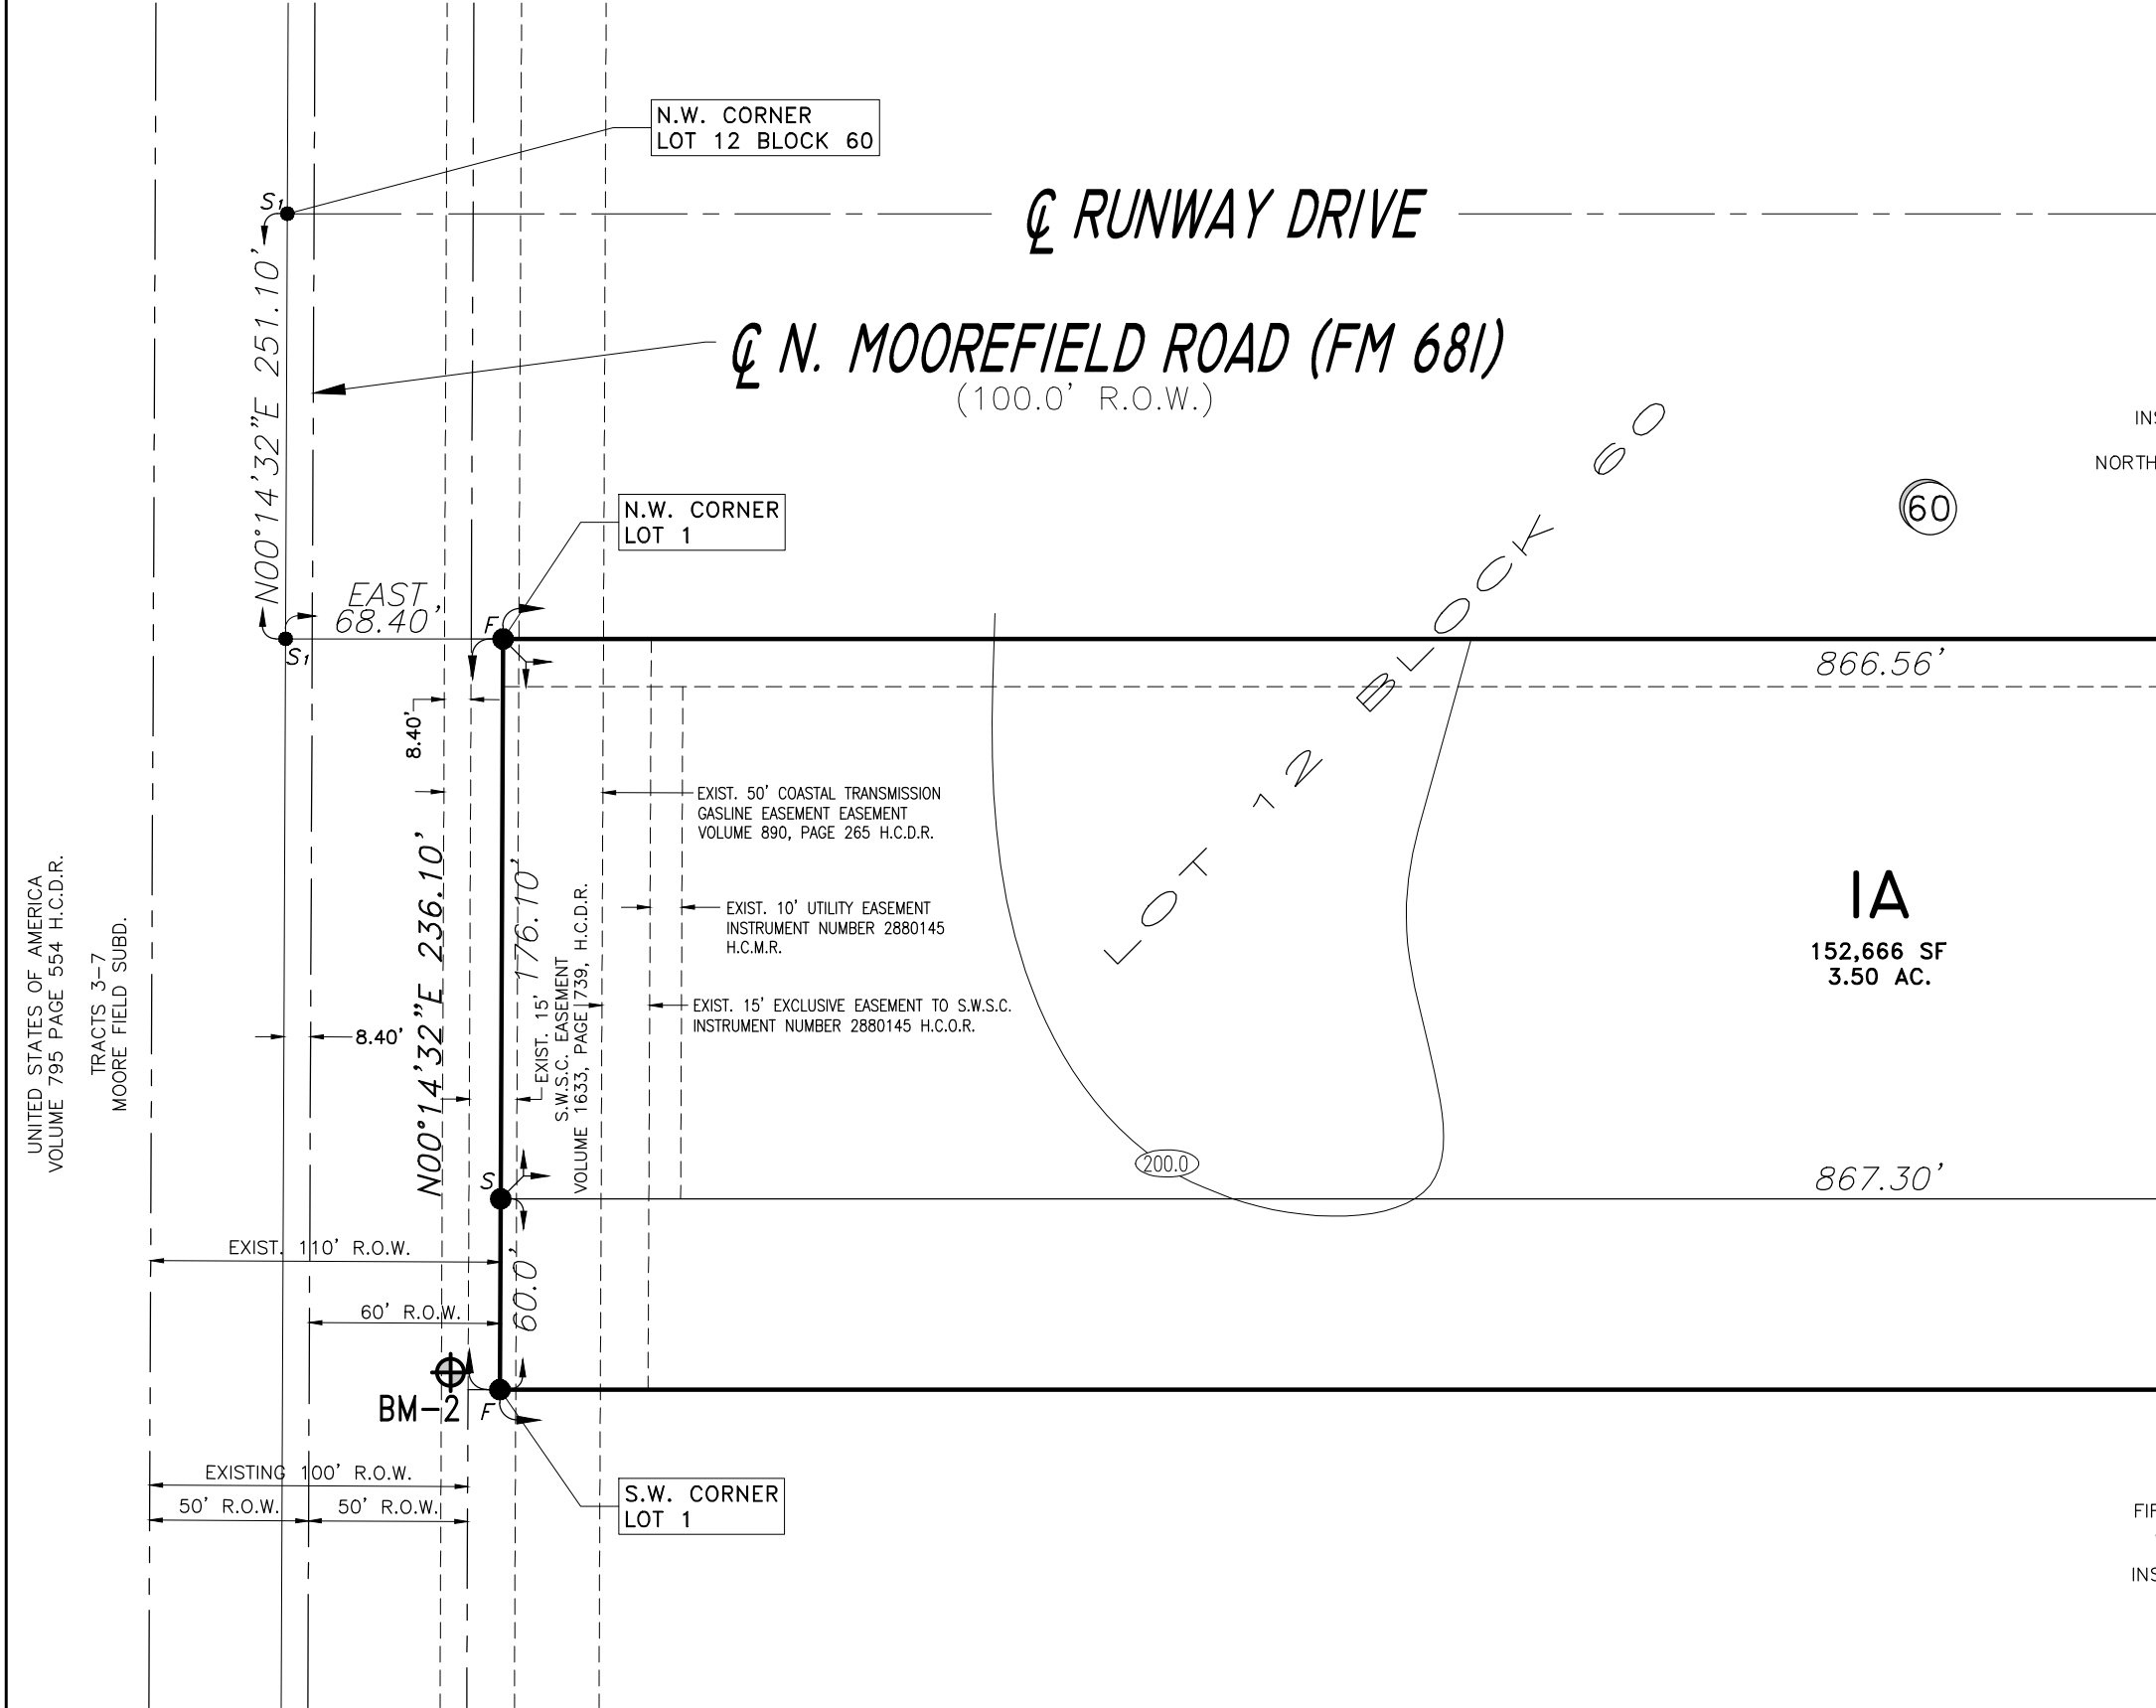 N.W. CORNER
LOT 12 BLOCK 60
S1
℄ RUNWAY DRIVE
N00°14'32"E 251.10'
℄ N. MOOREFIELD ROAD (FM 681)
(100.0' R.O.W.)
INS
NORTH
60
N.W. CORNER
LOT 1
EAST
68.40'
F
S1
866.56'
LOT 12 BLOCK 60
8.40'
EXIST. 50' COASTAL TRANSMISSION
GASLINE EASEMENT EASEMENT
VOLUME 890, PAGE 265 H.C.D.R.
N00°14'32"E 236.10'
176.10'
EXIST. 10' UTILITY EASEMENT
INSTRUMENT NUMBER 2880145
H.C.M.R.
1A
152,666 SF
3.50 AC.
UNITED STATES OF AMERICA
VOLUME 795 PAGE 554 H.C.D.R.
TRACTS 3-7
MOORE FIELD SUBD.
EXIST. 15'
S.W.S.C. EASEMENT
VOLUME 1633, PAGE 739, H.C.D.R.
EXIST. 15' EXCLUSIVE EASEMENT TO S.W.S.C.
INSTRUMENT NUMBER 2880145 H.C.O.R.
8.40'
200.0
S
867.30'
EXIST. 110' R.O.W.
60' R.O.W.
60.0'
BM-2
F
EXISTING 100' R.O.W.
50' R.O.W.
50' R.O.W.
S.W. CORNER
LOT 1
FIR
INS